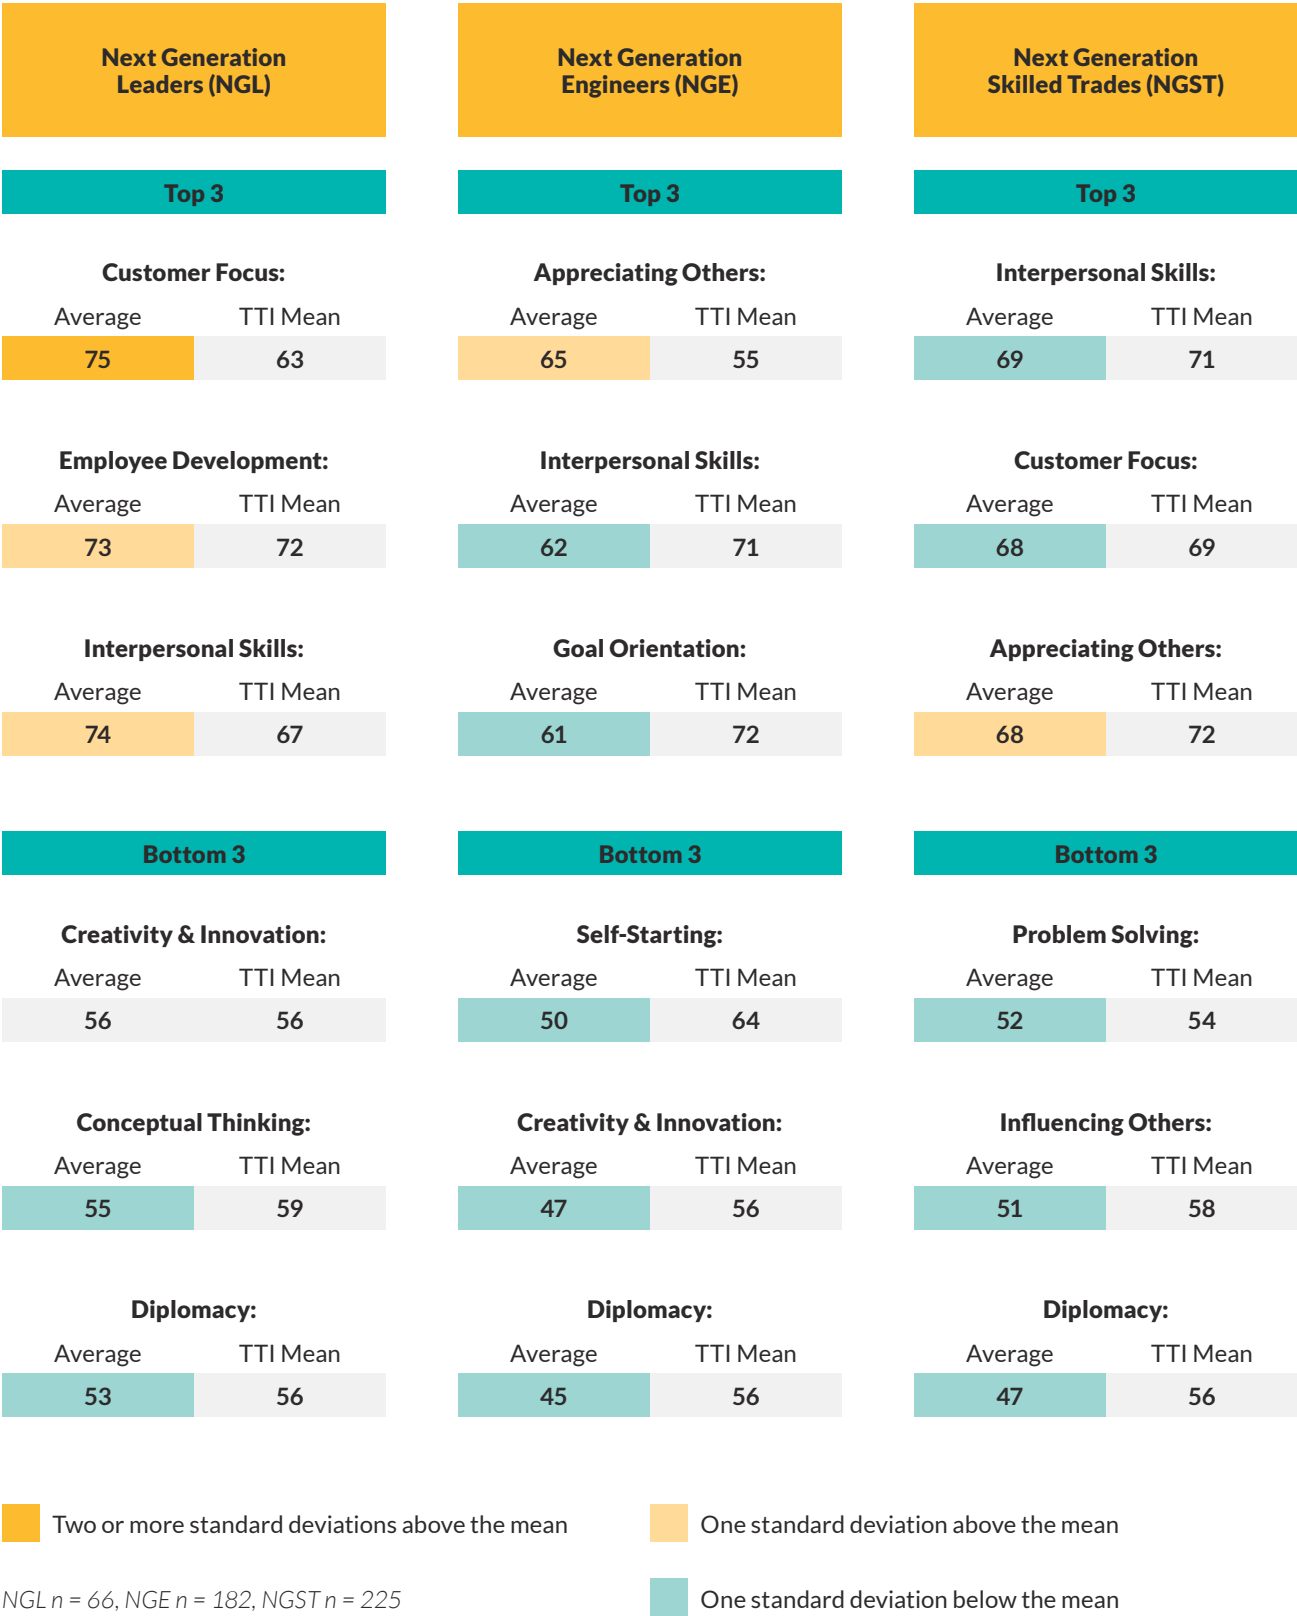 Next Generation
Leaders (NGL)
Top 3
Customer Focus:
Average TTI Mean
75 63
Employee Development:
Average TTI Mean
73 72
Interpersonal Skills:
Average TTI Mean
74 67
Bottom 3
Creativity & Innovation:
Average TTI Mean
56 56
Conceptual Thinking:
Average TTI Mean
55 59
Diplomacy:
Average TTI Mean
53 56
Next Generation
Engineers (NGE)
Top 3
Appreciating Others:
Average TTI Mean
65 55
Interpersonal Skills:
Average TTI Mean
62 71
Goal Orientation:
Average TTI Mean
61 72
Bottom 3
Self-Starting:
Average TTI Mean
50 64
Creativity & Innovation:
Average TTI Mean
47 56
Diplomacy:
Average TTI Mean
45 56
Next Generation
Skilled Trades (NGST)
Top 3
Interpersonal Skills:
Average TTI Mean
69 71
Customer Focus:
Average TTI Mean
68 69
Appreciating Others:
Average TTI Mean
68 72
Bottom 3
Problem Solving:
Average TTI Mean
52 54
Influencing Others:
Average TTI Mean
51 58
Diplomacy:
Average TTI Mean
47 56
Two or more standard deviations above the mean
One standard deviation above the mean
NGL n = 66, NGE n = 182, NGST n = 225
One standard deviation below the mean